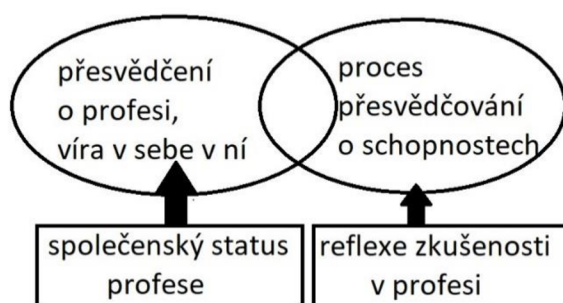 přesvědčení
o profesi,
víra v sebe v ní
proces
přesvědčování
o schopnostech
společenský status
profese
reflexe zkušenosti
v profesi